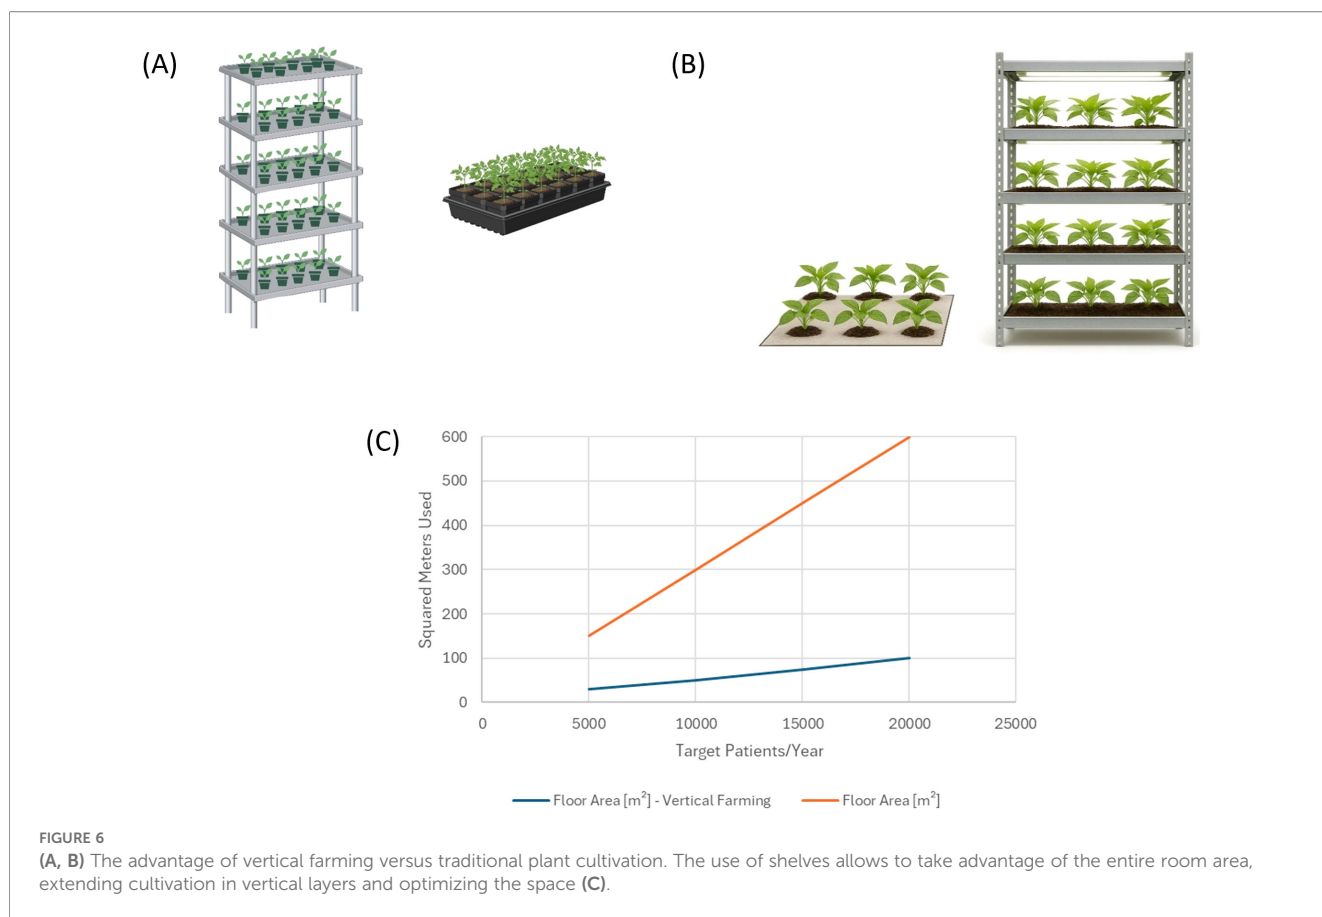 (A)
(B)
(C)
600
500
400
300
200
100
0
Squared Meters Used
0 5000 10000 15000 20000 25000
Target Patients/Year
Floor Area [m²] - Vertical Farming Floor Area [m²]
FIGURE 6
(A, B) The advantage of vertical farming versus traditional plant cultivation. The use of shelves allows to take advantage of the entire room area,
extending cultivation in vertical layers and optimizing the space (C).